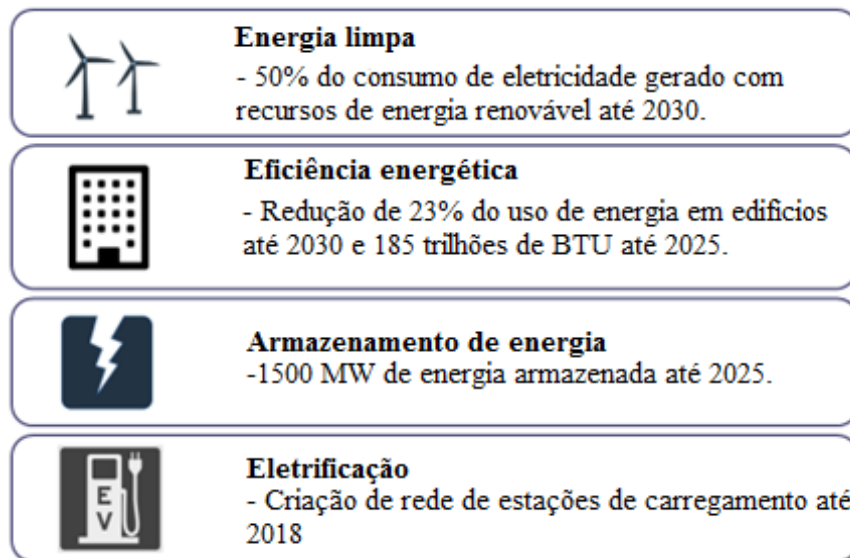 Energia limpa
- 50% do consumo de eletricidade gerado com
recursos de energia renovável até 2030.
Eficiência energética
- Redução de 23% do uso de energia em edificios
até 2030 e 185 trilhões de BTU até 2025.
Armazenamento de energia
-1500 MW de energia armazenada até 2025.
Eletrificação
- Criação de rede de estações de carregamento até
2018
E
V